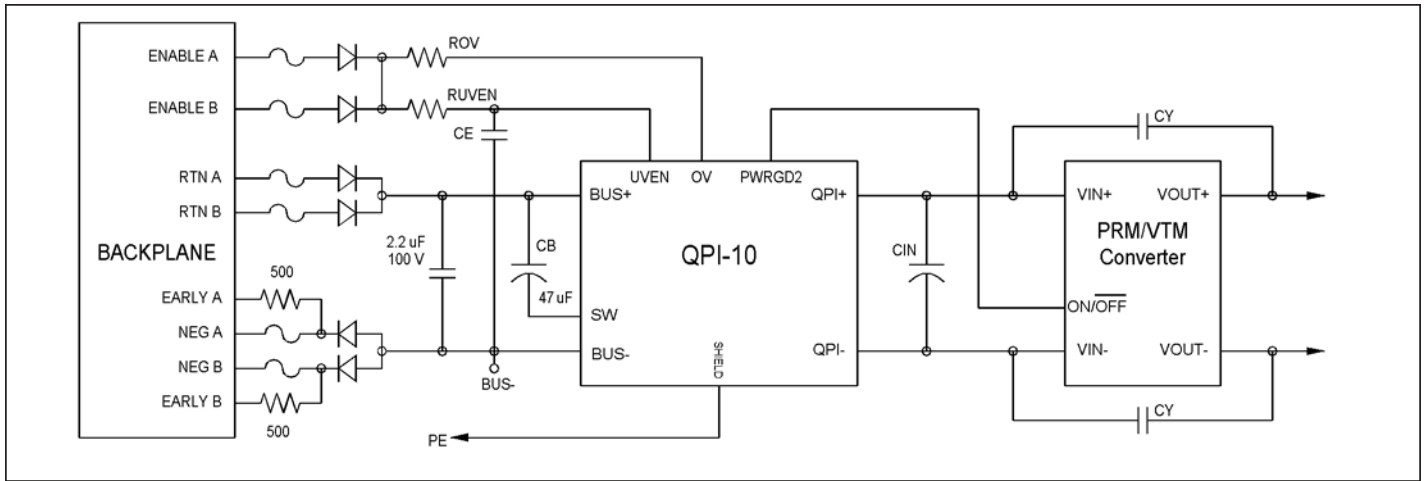 ENABLE A
ROV
ENABLE B
RUVEN
CE
CY
UVEN
OV
PWRGD2
RTN A
RTN B
BUS+
QPI+
VIN+
VOUT+
BACKPLANE
2.2 uF
100 V
CB
47 uF
QPI-10
CIN
PRM/VTM
Converter
500
EARLY A
SW
ON/OFF
NEG A
NEG B
BUS-
SHIELD
QPI-
VIN-
VOUT-
BUS-
EARLY B
500
PE
CY